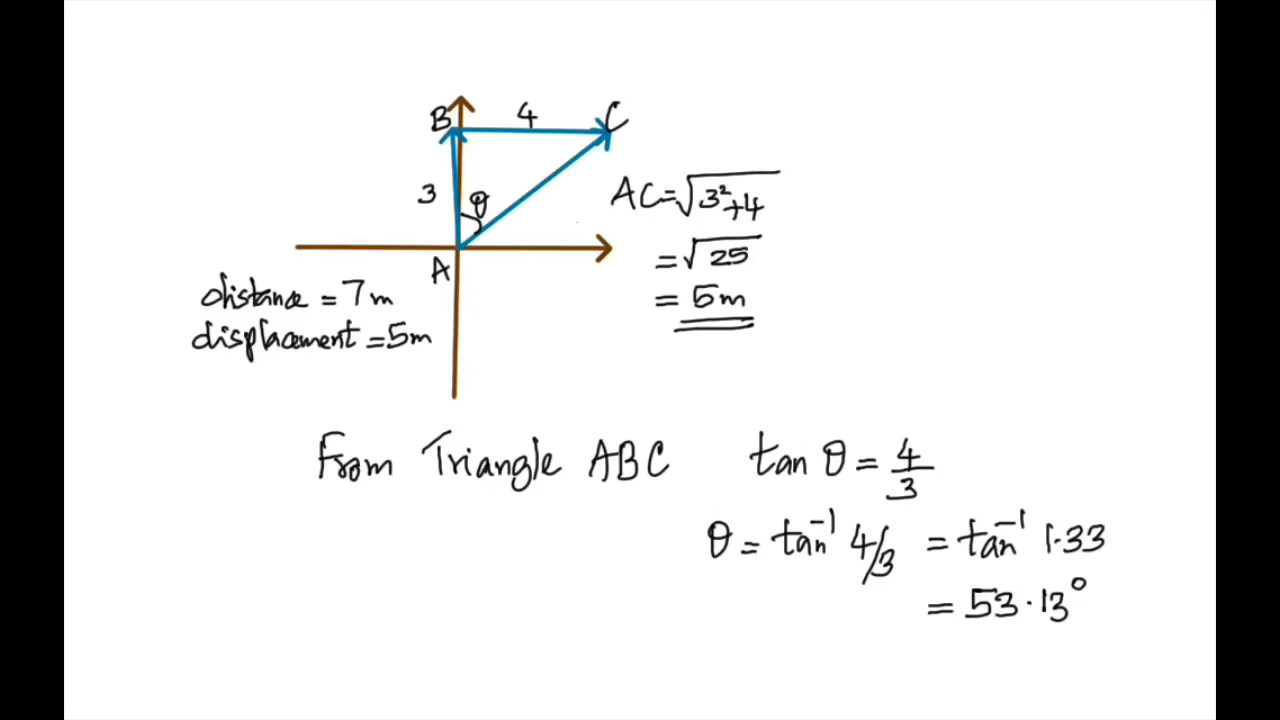 B
4
C
3
θ
AC=√3²+4
A
=√25
= 5m
distance = 7m
displacement = 5m
From Triangle ABC
tan θ = 4/3
θ = tan⁻¹ 4/3 = tan⁻¹ 1.33
= 53.13°